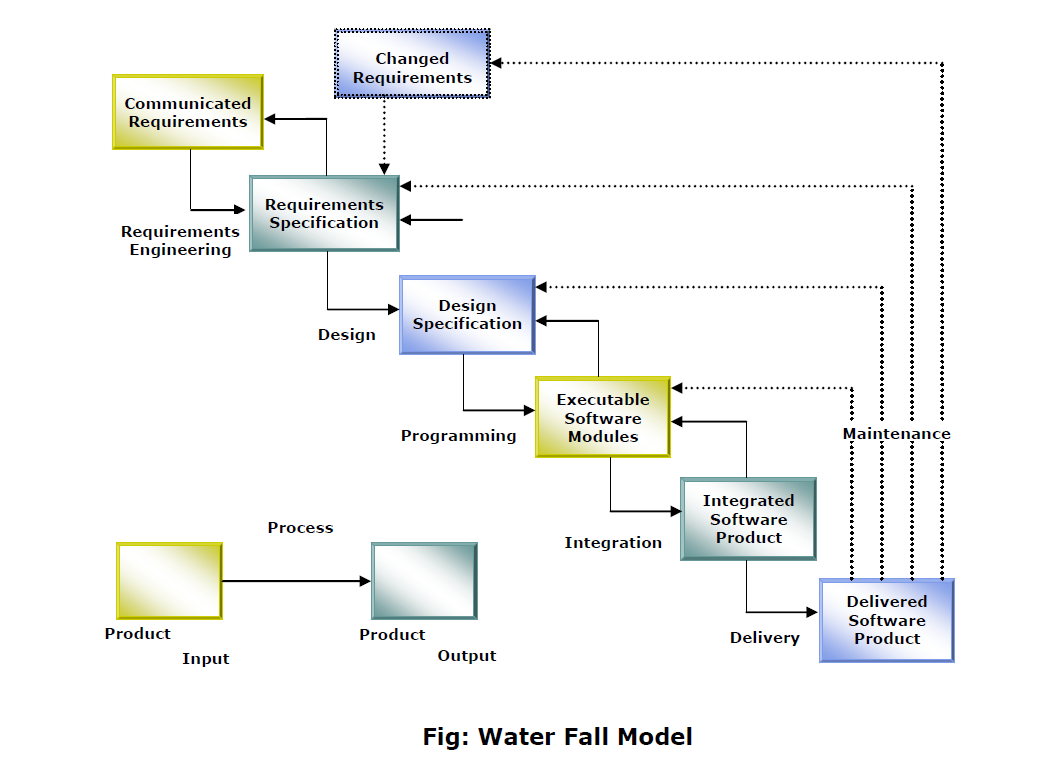 Changed
Requirements
Communicated
Requirements
Requirements
Specification
Requirements
Engineering
Design
Specification
Design
Executable
Software
Modules
Programming
Maintenance
Integrated
Software
Product
Integration
Process
Delivered
Software
Product
Delivery
Product
Input
Product
Output
Fig: Water Fall Model